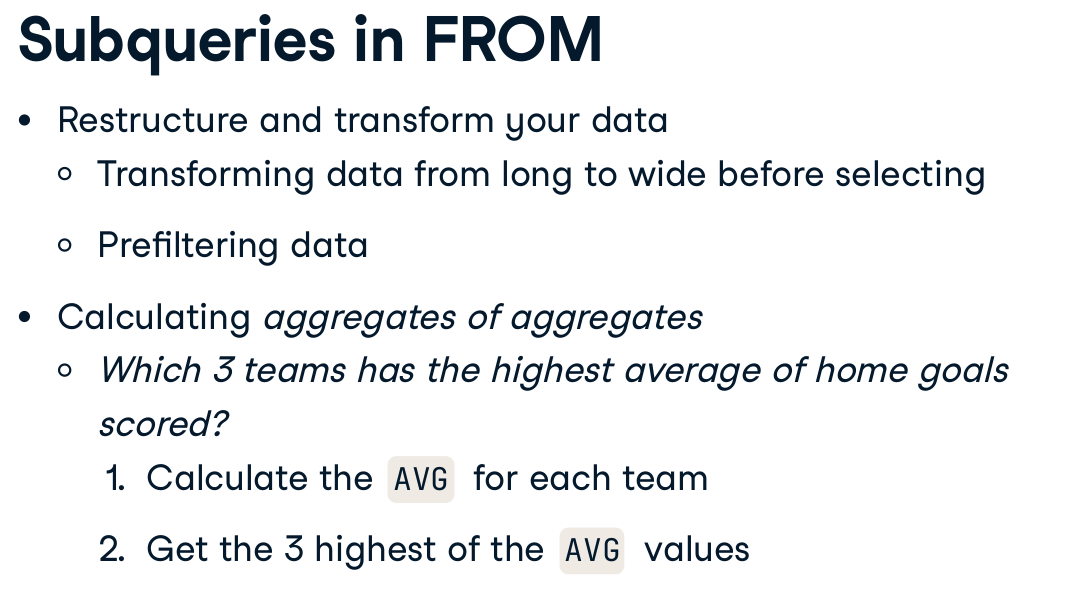 Subqueries in FROM
• Restructure and transform your data
○ Transforming data from long to wide before selecting
○ Prefiltering data
• Calculating aggregates of aggregates
○ Which 3 teams has the highest average of home goals
scored?
1. Calculate the AVG for each team
2. Get the 3 highest of the AVG values